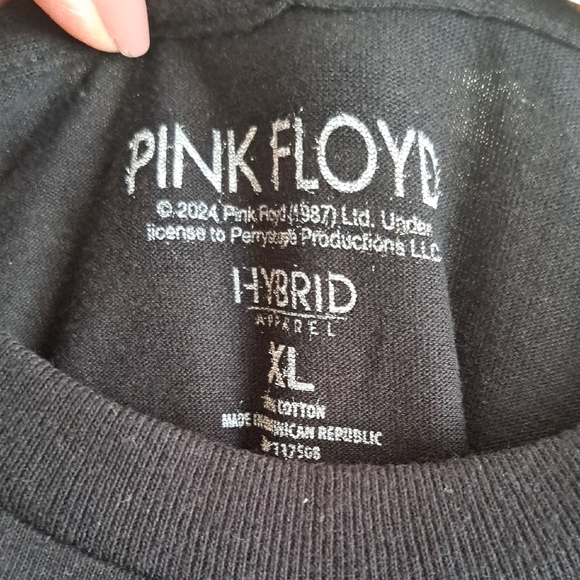 PINK FLOYD
© 2024 Pink Floyd (1987) Ltd. Under
license to Perryscope Productions LLC
HYBRID
APPAREL
XL
COTTON
MADE DOMINICAN REPUBLIC